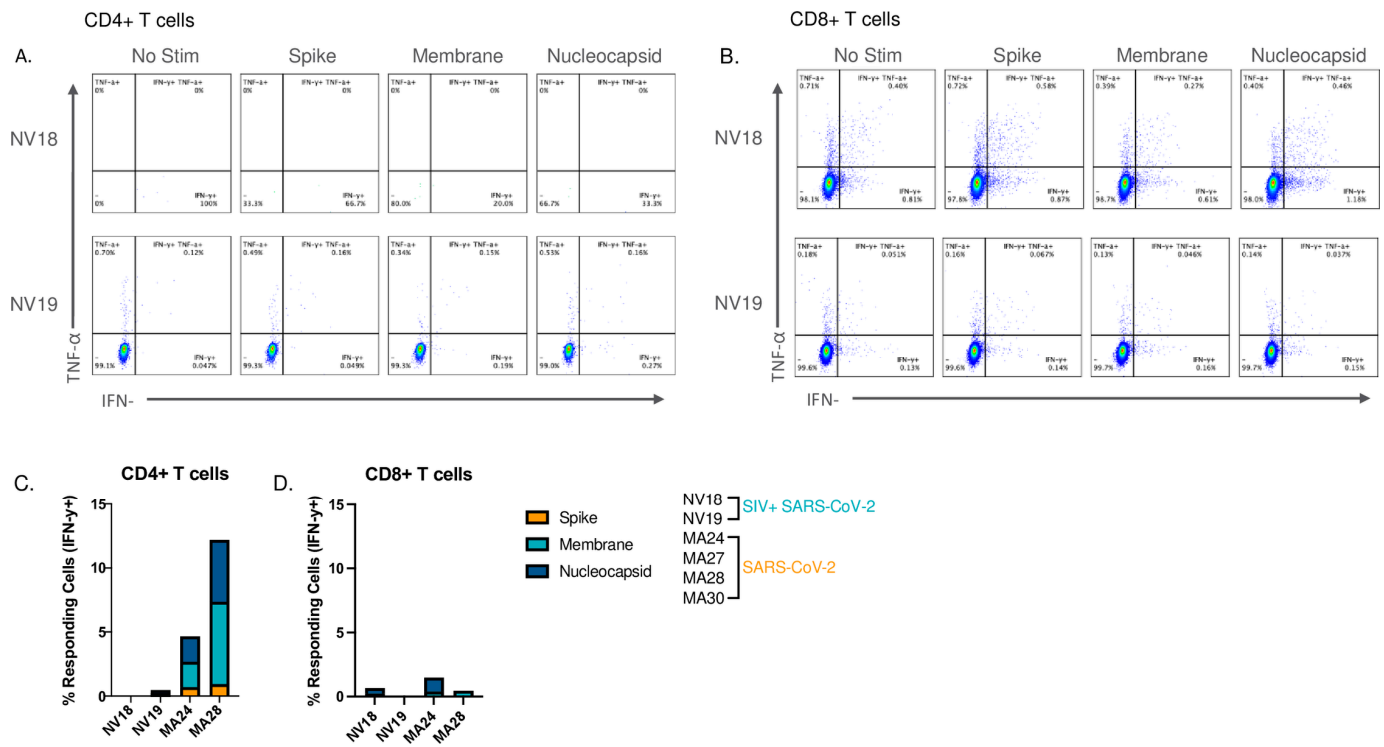 CD4+ T cells
A.
No Stim Spike Membrane Nucleocapsid
NV18
TNF-a+ IFN-y+ TNF-a+
0% 0%
– IFN-y+
0% 100%
TNF-a+ IFN-y+ TNF-a+
0% 0%
– IFN-y+
33.3% 66.7%
TNF-a+ IFN-y+ TNF-a+
0% 0%
– IFN-y+
80.0% 20.0%
TNF-a+ IFN-y+ TNF-a+
0% 0%
– IFN-y+
66.7% 33.3%
NV19
TNF-a+ IFN-y+ TNF-a+
0.70% 0.12%
– IFN-y+
99.1% 0.047%
TNF-a+ IFN-y+ TNF-a+
0.49% 0.16%
– IFN-y+
99.3% 0.049%
TNF-a+ IFN-y+ TNF-a+
0.34% 0.15%
– IFN-y+
99.3% 0.19%
TNF-a+ IFN-y+ TNF-a+
0.53% 0.16%
– IFN-y+
99.0% 0.27%
TNF-α
IFN-
CD8+ T cells
B.
No Stim Spike Membrane Nucleocapsid
NV18
TNF-a+ IFN-y+ TNF-a+
0.71% 0.40%
– IFN-y+
98.1% 0.81%
TNF-a+ IFN-y+ TNF-a+
0.72% 0.58%
– IFN-y+
97.8% 0.87%
TNF-a+ IFN-y+ TNF-a+
0.39% 0.27%
– IFN-y+
98.7% 0.61%
TNF-a+ IFN-y+ TNF-a+
0.40% 0.46%
– IFN-y+
98.0% 1.18%
NV19
TNF-a+ IFN-y+ TNF-a+
0.18% 0.051%
– IFN-y+
99.6% 0.13%
TNF-a+ IFN-y+ TNF-a+
0.16% 0.067%
– IFN-y+
99.6% 0.14%
TNF-a+ IFN-y+ TNF-a+
0.13% 0.046%
– IFN-y+
99.7% 0.16%
TNF-a+ IFN-y+ TNF-a+
0.14% 0.037%
– IFN-y+
99.7% 0.15%
TNF-α
IFN-
C.
CD4+ T cells
% Responding Cells (IFN-y+)
15
10
5
0
NV18 NV19 MA24 MA28
D.
CD8+ T cells
% Responding Cells (IFN-y+)
15
10
5
0
NV18 NV19 MA24 MA28
Spike
Membrane
Nucleocapsid
NV18
NV19
SIV+ SARS-CoV-2
MA24
MA27
MA28
MA30
SARS-CoV-2